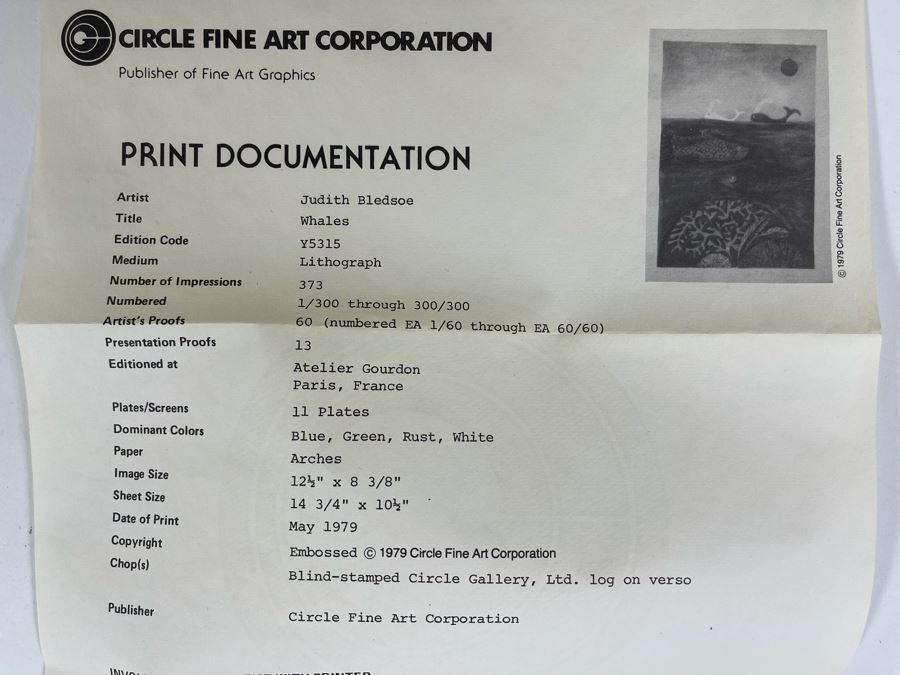 CIRCLE FINE ART CORPORATION
Publisher of Fine Art Graphics
PRINT DOCUMENTATION
Artist Judith Bledsoe
Title Whales
Edition Code Y5315
Medium Lithograph
Number of Impressions 373
Numbered 1/300 through 300/300
Artist's Proofs 60 (numbered EA 1/60 through EA 60/60)
Presentation Proofs 13
Editioned at Atelier Gourdon
Paris, France
Plates/Screens 11 Plates
Dominant Colors Blue, Green, Rust, White
Paper Arches
Image Size 12½" x 8 3/8"
Sheet Size 14 3/4" x 10½"
Date of Print May 1979
Copyright Embossed © 1979 Circle Fine Art Corporation
Chop(s) Blind-stamped Circle Gallery, Ltd. log on verso
Publisher Circle Fine Art Corporation
WITH PRINTER
© 1979 Circle Fine Art Corporation